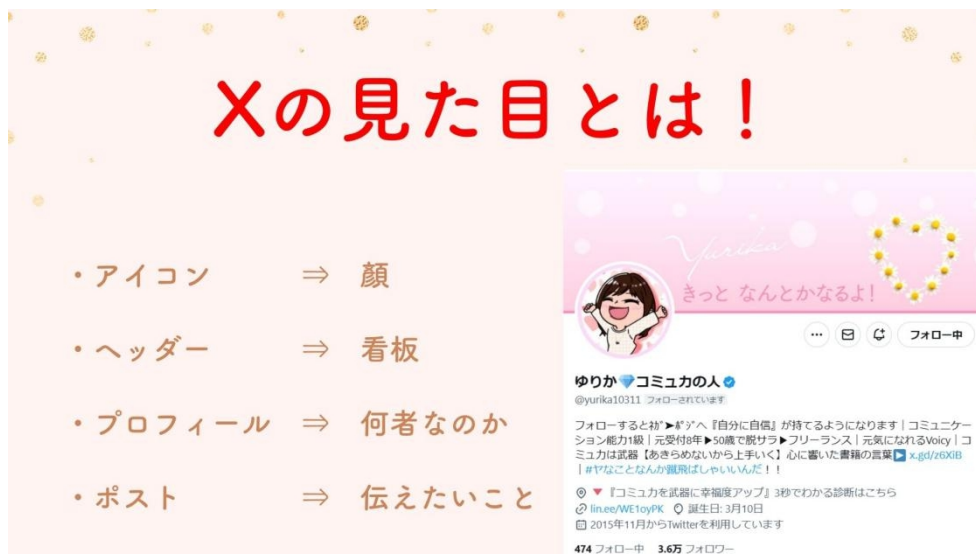 Xの見た目とは！
・アイコン ⇒ 顔
・ヘッダー ⇒ 看板
・プロフィール ⇒ 何者なのか
・ポスト ⇒ 伝えたいこと
Yurika
きっと なんとかなるよ!
フォロー中
ゆりか💎コミュカの人
@yurika10311 フォローされています
フォローするとﾈｶﾞ➤ﾎﾟｼﾞへ『自分に自信』が持てるようになります｜コミュニケー
ション能力1級｜元受付8年▶50歳で脱サラ▶フリーランス｜元気になれるVoicy｜コ
ミュ力は武器【あきらめないから上手いく】心に響いた書籍の言葉▶ x.gd/z6XiB
｜#ヤなことなんか蹴飛ばしゃいいんだ！！
🔻『コミュ力を武器に幸福度アップ』3秒でわかる診断はこちら
lin.ee/WE1oyPK 誕生日: 3月10日
2015年11月からTwitterを利用しています
474 フォロー中 3.6万 フォロワー